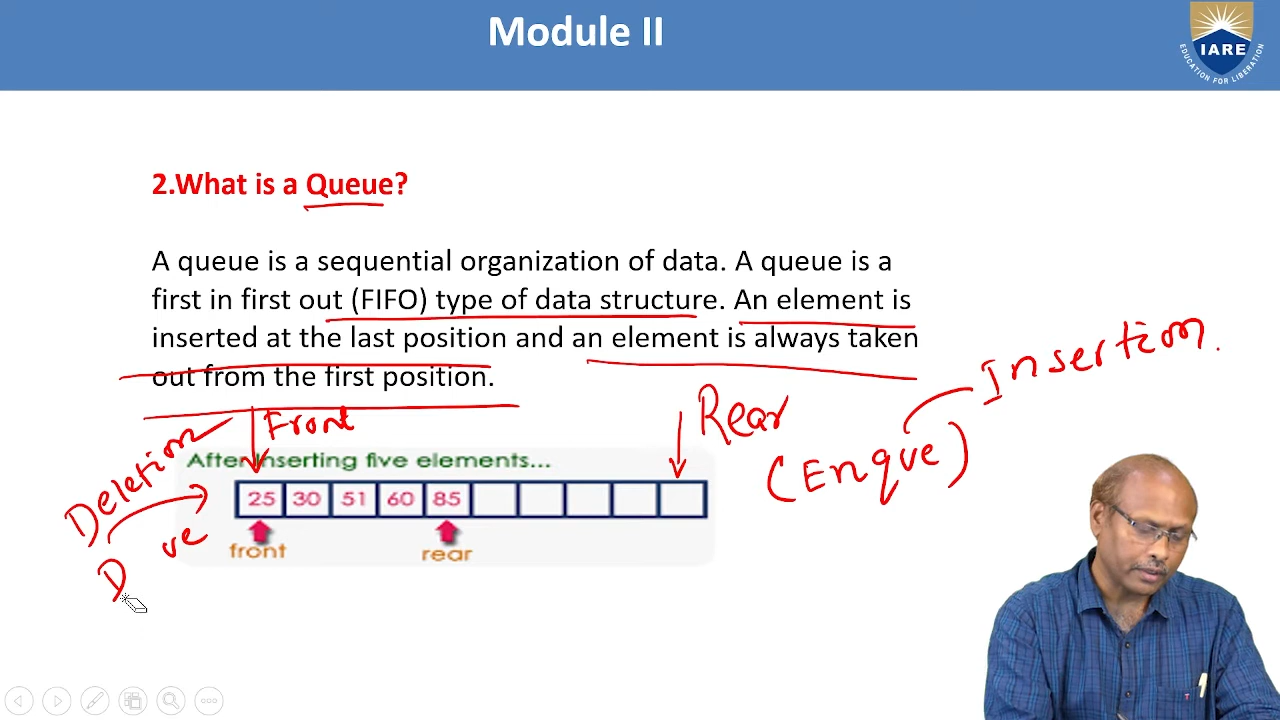 Module II
IARE
EDUCATION FOR LIBERATION
2.What is a Queue?
A queue is a sequential organization of data. A queue is a
first in first out (FIFO) type of data structure. An element is
inserted at the last position and an element is always taken
out from the first position.
Insertion.
Front
Rear
(Enque)
Deletion
After inserting five elements...
25 30 51 60 85
front
rear
D ue